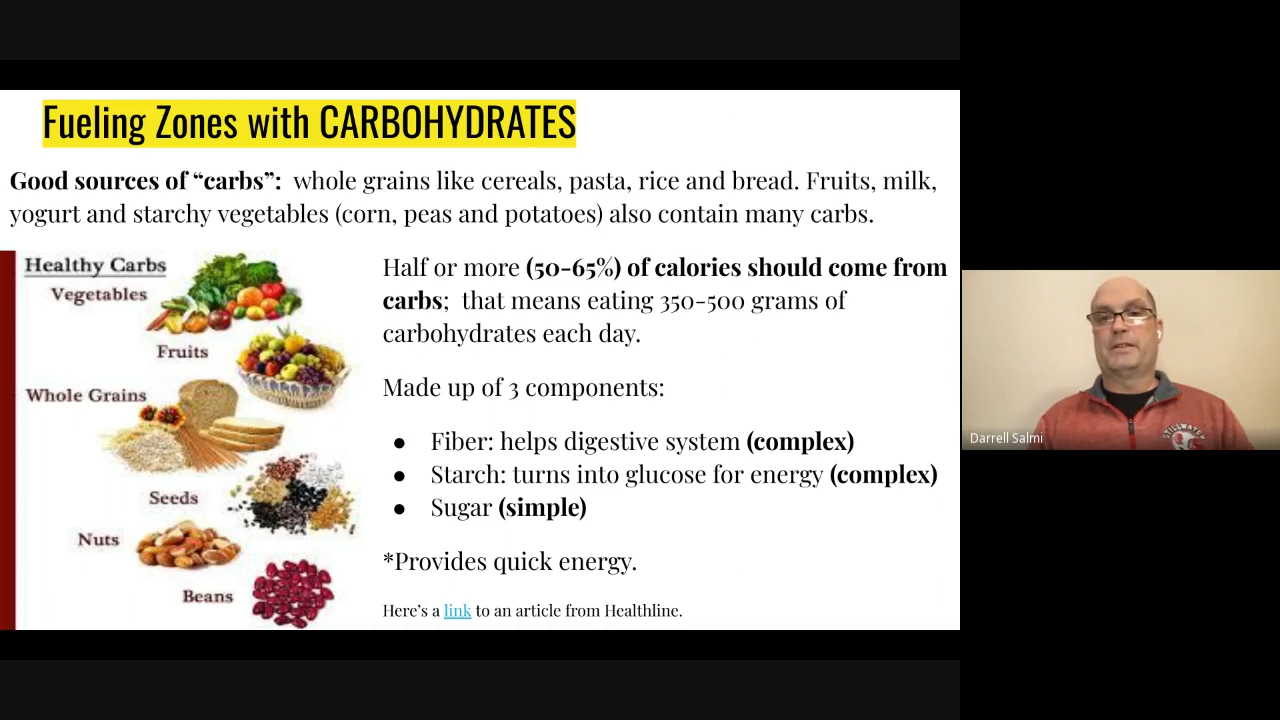 Fueling Zones with CARBOHYDRATES
Good sources of “carbs”:  whole grains like cereals, pasta, rice and bread. Fruits, milk,
yogurt and starchy vegetables (corn, peas and potatoes) also contain many carbs.
Healthy Carbs
Vegetables
Fruits
Whole Grains
Seeds
Nuts
Beans
Half or more (50-65%) of calories should come from
carbs;  that means eating 350-500 grams of
carbohydrates each day.
Made up of 3 components:
● Fiber: helps digestive system (complex)
● Starch: turns into glucose for energy (complex)
● Sugar (simple)
*Provides quick energy.
Here’s a link to an article from Healthline.
Darrell Salmi